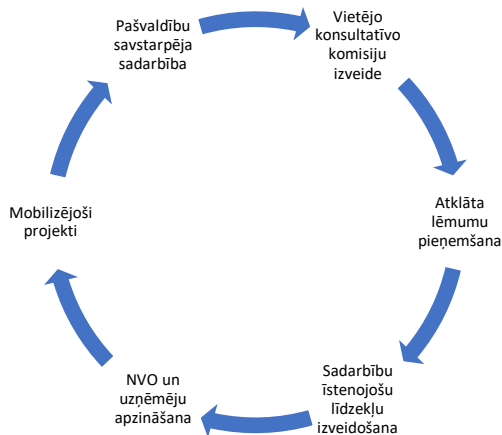 Pašvaldību
savstarpēja
sadarbība
Vietējo
konsultatīvo
komisiju
izveide
Atklāta
lēmumu
pieņemšana
Sadarbību
īstenojošu
līdzekļu
izveidošana
NVO un
uzņēmēju
apzināšana
Mobilizējoši
projekti